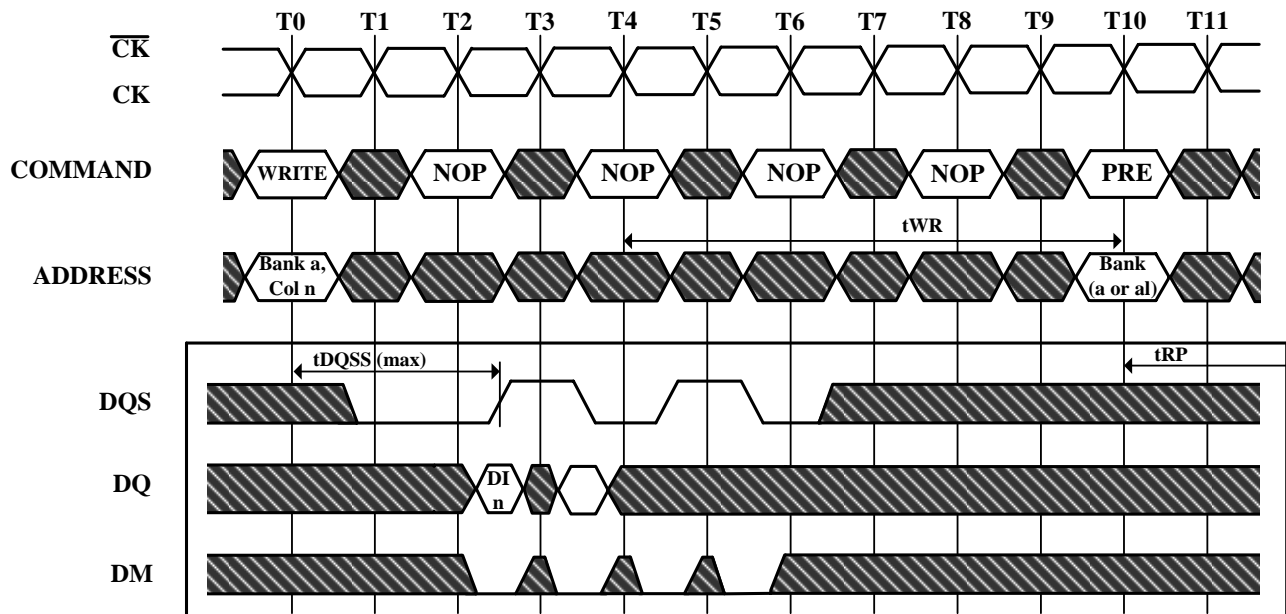 T0 T1 T2 T3 T4 T5 T6 T7 T8 T9 T10 T11
CK
CK
COMMAND WRITE NOP NOP NOP NOP PRE
tWR
ADDRESS Bank a, Col n Bank (a or al)
tDQSS (max) tRP
DQS
DQ DI n
DM